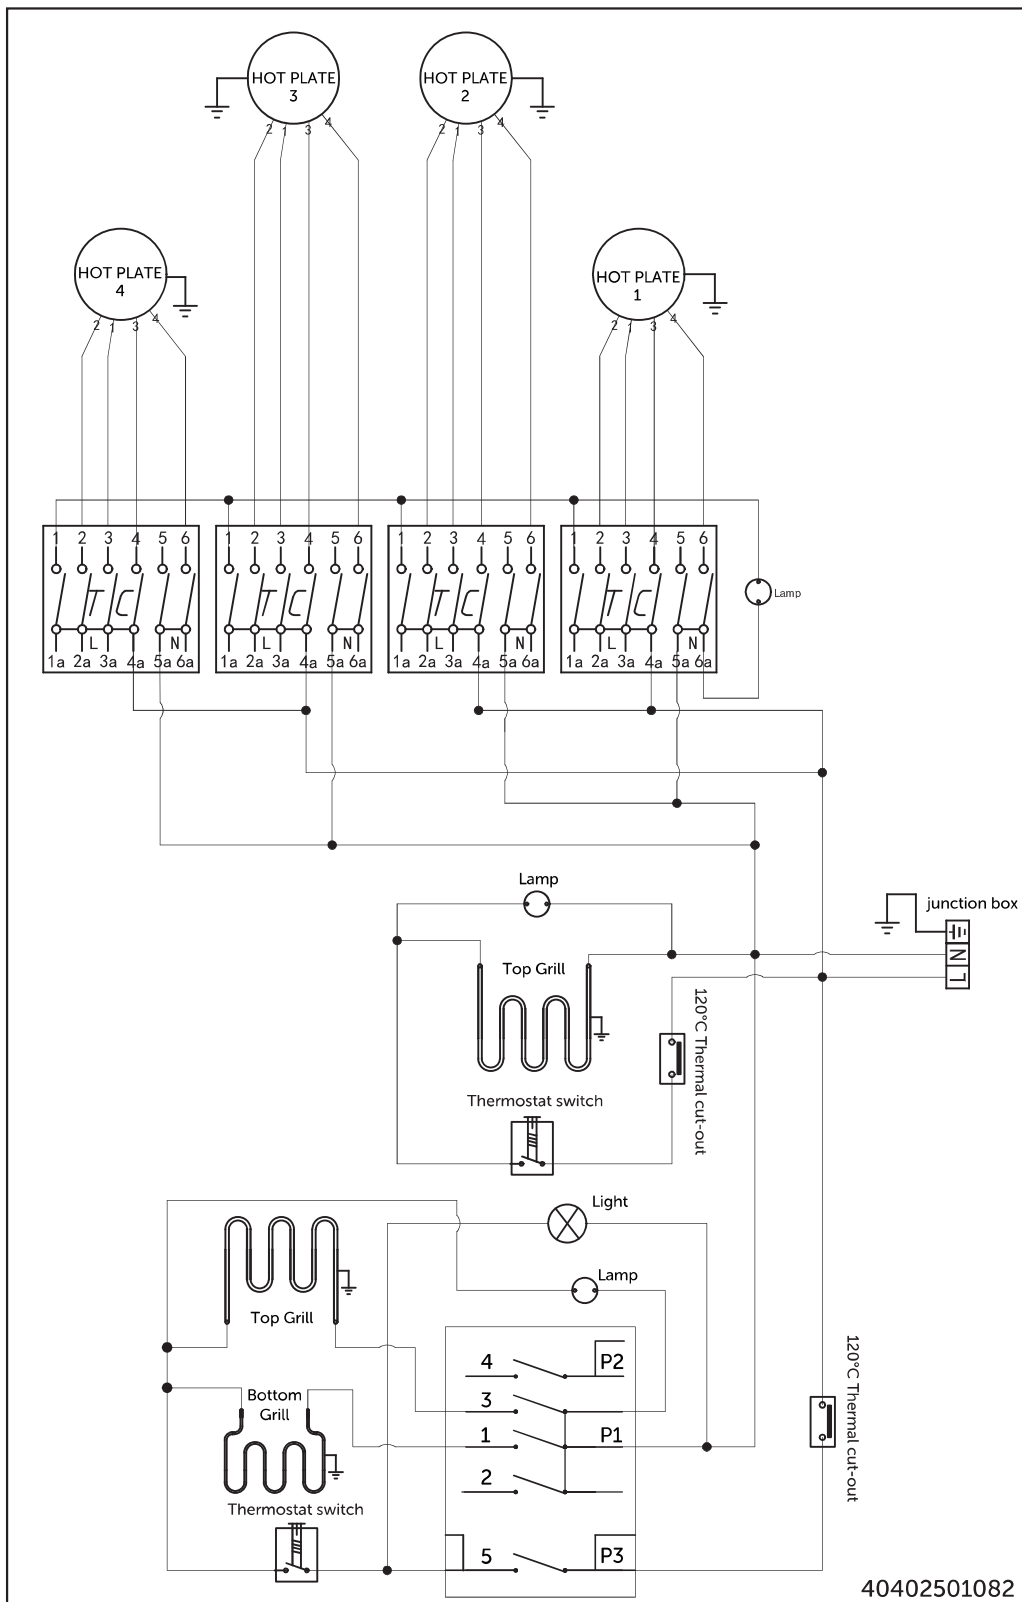 HOT PLATE
3
HOT PLATE
2
2 1 3 4
2 1 3 4
HOT PLATE
4
HOT PLATE
1
2 1 3 4
2 1 3 4
1 2 3 4 5 6
1 2 3 4 5 6
1 2 3 4 5 6
1 2 3 4 5 6
TC
TC
TC
TC
Lamp
L N
L N
L N
L N
1a 2a 3a 4a 5a 6a
1a 2a 3a 4a 5a 6a
1a 2a 3a 4a 5a 6a
1a 2a 3a 4a 5a 6a
Lamp
junction box
N
L
Top Grill
120°C Thermal cut-out
Thermostat switch
Light
Lamp
Top Grill
120°C Thermal cut-out
4 P2
3
1 P1
2
5 P3
Bottom
Grill
Thermostat switch
40402501082